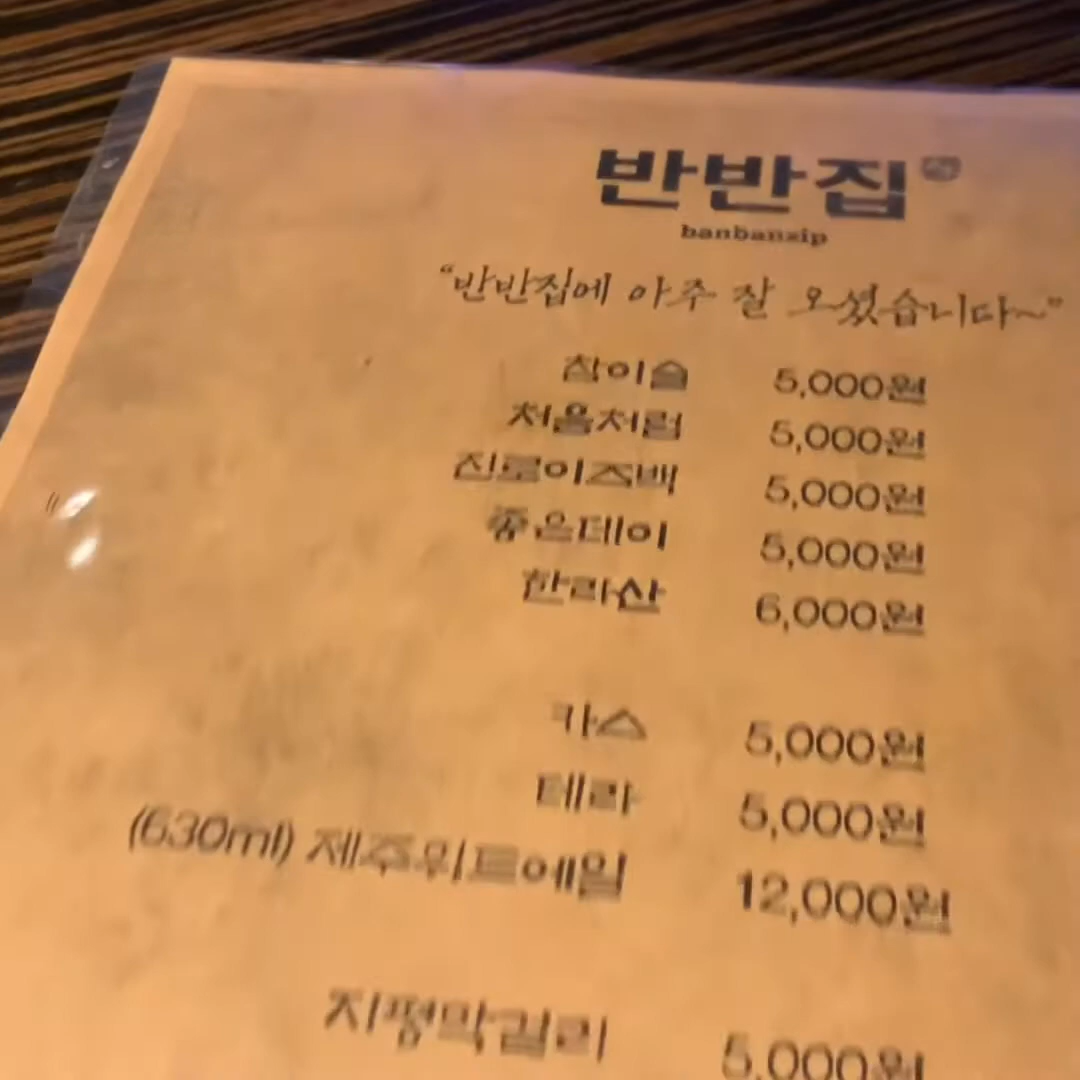 반반집
banbanzip
“반반집에 아주 잘 오셨습니다~”
참이슬 5,000원
처음처럼 5,000원
진로이즈백 5,000원
좋은데이 5,000원
한라산 6,000원
카스 5,000원
테라 5,000원
(630ml) 제주위트에일 12,000원
지평막걸리 5,000원